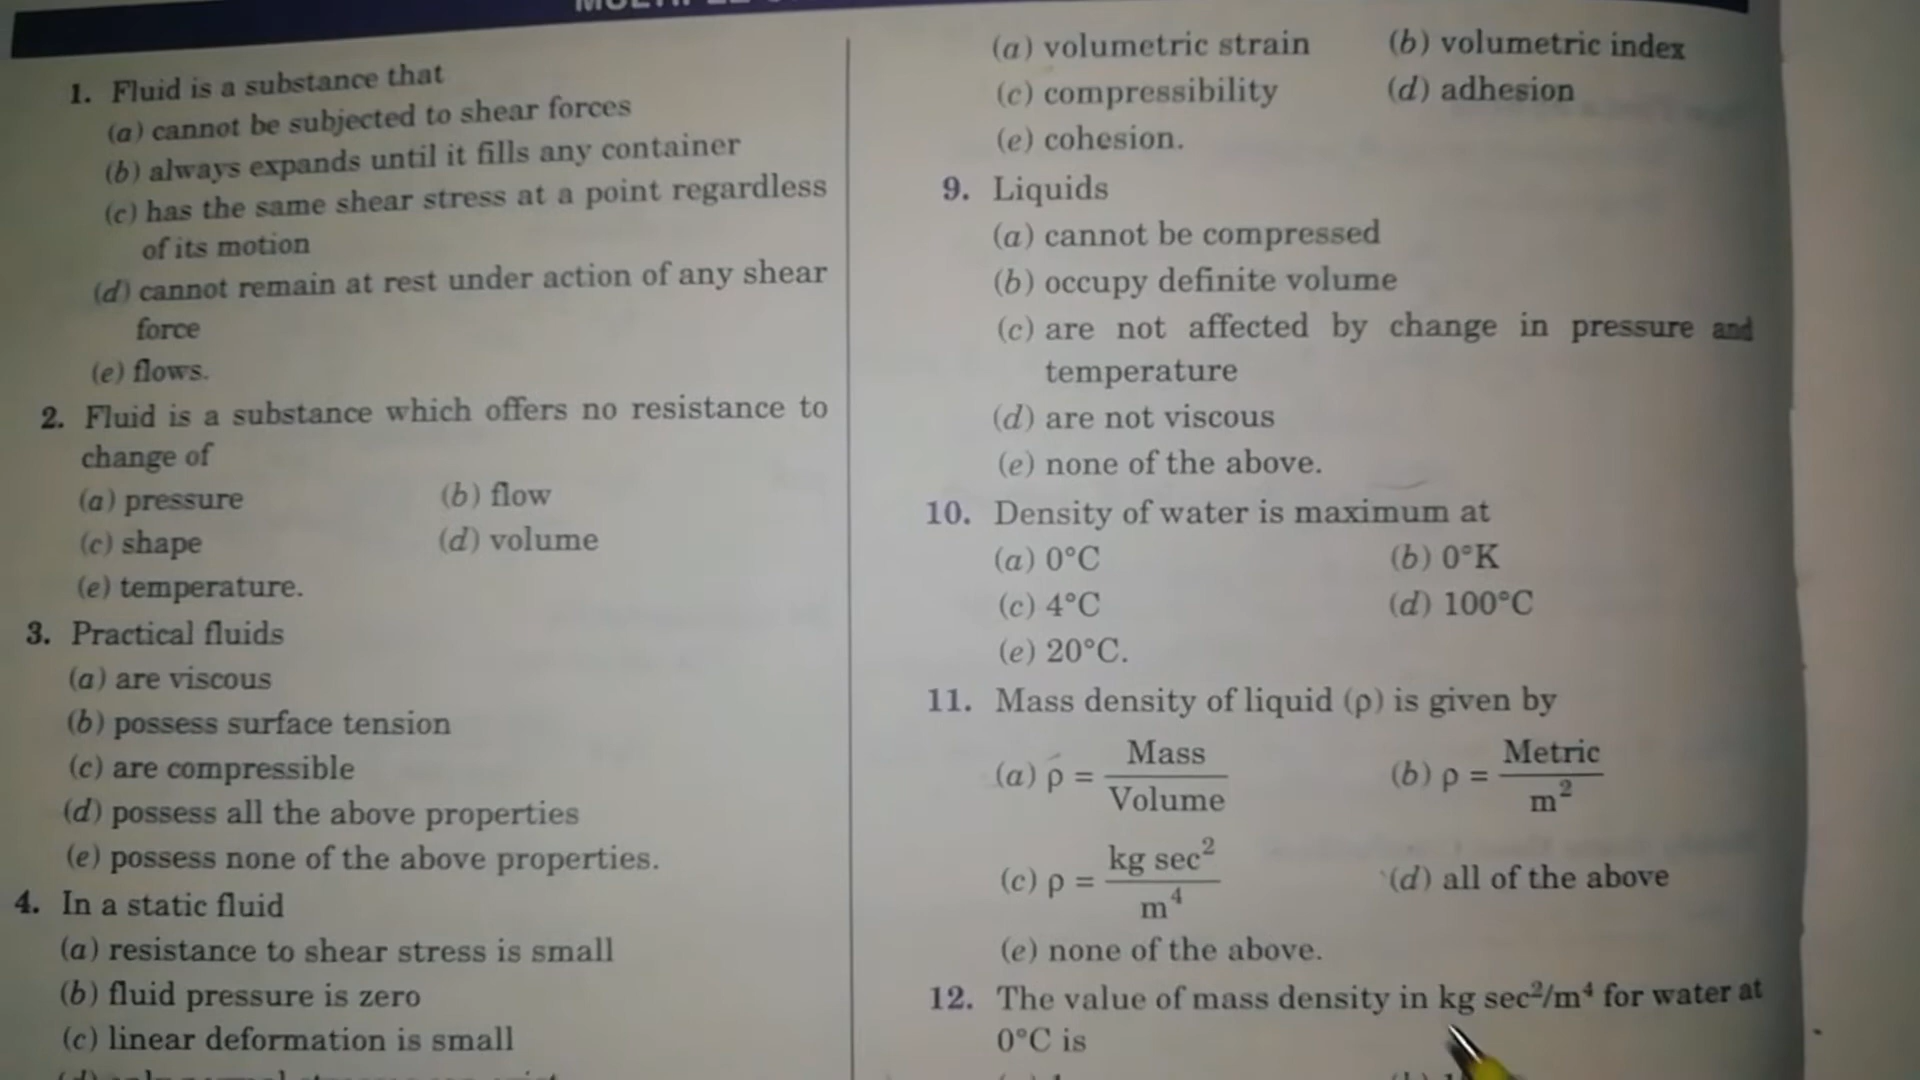 1. Fluid is a substance that
(a) cannot be subjected to shear forces
(b) always expands until it fills any container
(c) has the same shear stress at a point regardless
of its motion
(d) cannot remain at rest under action of any shear
force
(e) flows.
2. Fluid is a substance which offers no resistance to
change of
(a) pressure (b) flow
(c) shape (d) volume
(e) temperature.
3. Practical fluids
(a) are viscous
(b) possess surface tension
(c) are compressible
(d) possess all the above properties
(e) possess none of the above properties.
4. In a static fluid
(a) resistance to shear stress is small
(b) fluid pressure is zero
(c) linear deformation is small
(a) volumetric strain (b) volumetric index
(c) compressibility (d) adhesion
(e) cohesion.
9. Liquids
(a) cannot be compressed
(b) occupy definite volume
(c) are not affected by change in pressure and
temperature
(d) are not viscous
(e) none of the above.
10. Density of water is maximum at
(a) 0°C (b) 0°K
(c) 4°C (d) 100°C
(e) 20°C.
11. Mass density of liquid (ρ) is given by
(a) ρ = Mass / Volume (b) ρ = Metric / m²
(c) ρ = kg sec² / m⁴ (d) all of the above
(e) none of the above.
12. The value of mass density in kg sec²/m⁴ for water at
0°C is